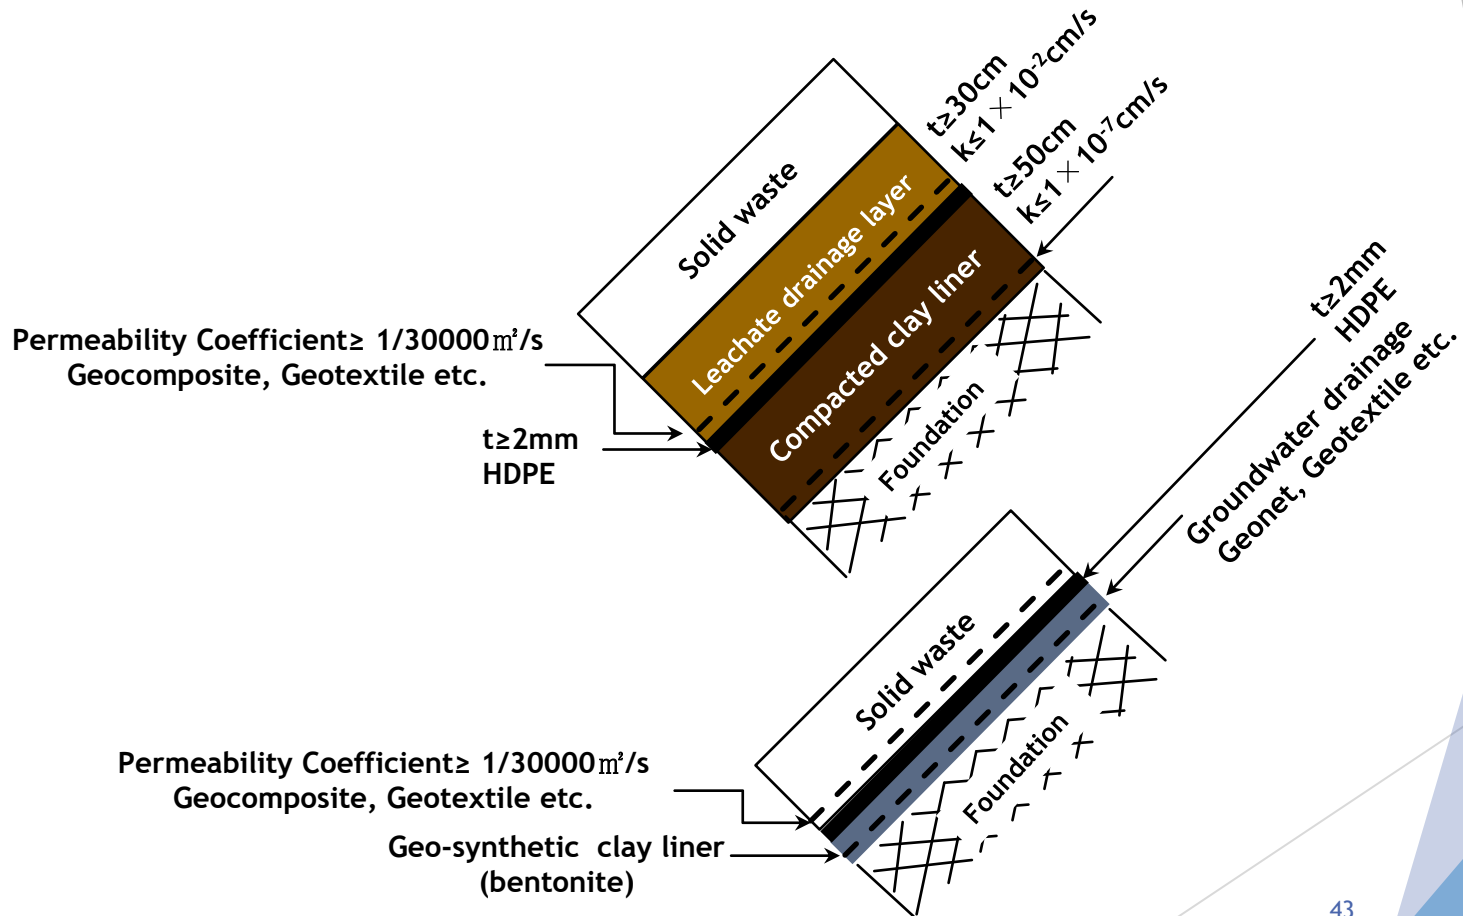 t≥30cm
k≤1×10⁻²cm/s
t≥50cm
k≤1×10⁻⁷cm/s
Solid waste
Leachate drainage layer
Compacted clay liner
Foundation
Permeability Coefficient≥ 1/30000㎡/s
Geocomposite, Geotextile etc.
t≥2mm
HDPE
t≥2mm
HDPE
Groundwater drainage
Geonet, Geotextile etc.
Solid waste
Foundation
Permeability Coefficient≥ 1/30000㎡/s
Geocomposite, Geotextile etc.
Geo-synthetic clay liner
(bentonite)
43